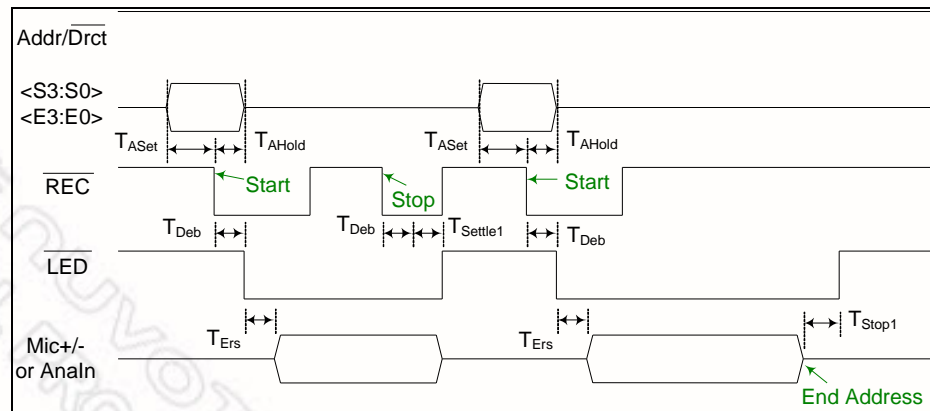 Addr/Drct
<S3:S0>
<E3:E0>
TASet TAHold TASet TAHold
REC Start Stop Start
TDeb TDeb TSettle1 TDeb
LED
TErs TErs TStop1
Mic+/-
or AnaIn
End Address
NUVOT